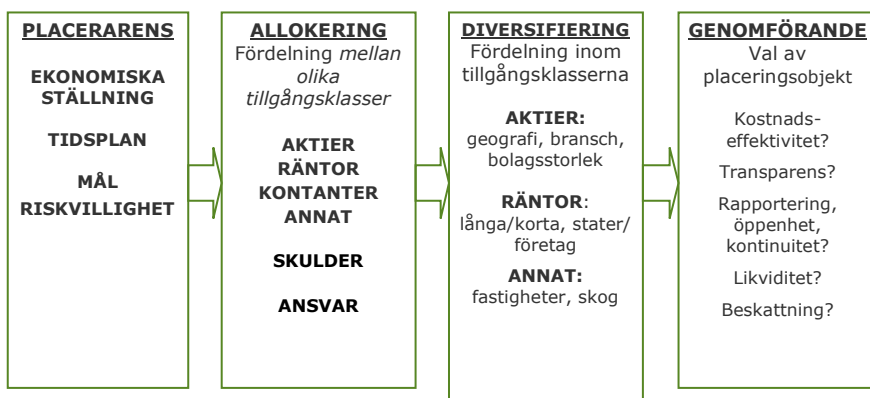 PLACERARENS
EKONOMISKA
STÄLLNING
TIDSPLAN
MÅL
RISKVILLIGHET
ALLOKERING
Fördelning mellan
olika
tillgångsklasser
AKTIER
RÄNTOR
KONTANTER
ANNAT
SKULDER
ANSVAR
DIVERSIFIERING
Fördelning inom
tillgångsklasserna
AKTIER:
geografi, bransch,
bolagsstorlek
RÄNTOR:
långa/korta, stater/
företag
ANNAT:
fastigheter, skog
GENOMFÖRANDE
Val av
placeringsobjekt
Kostnads-
effektivitet?
Transparens?
Rapportering,
öppenhet,
kontinuitet?
Likviditet?
Beskattning?